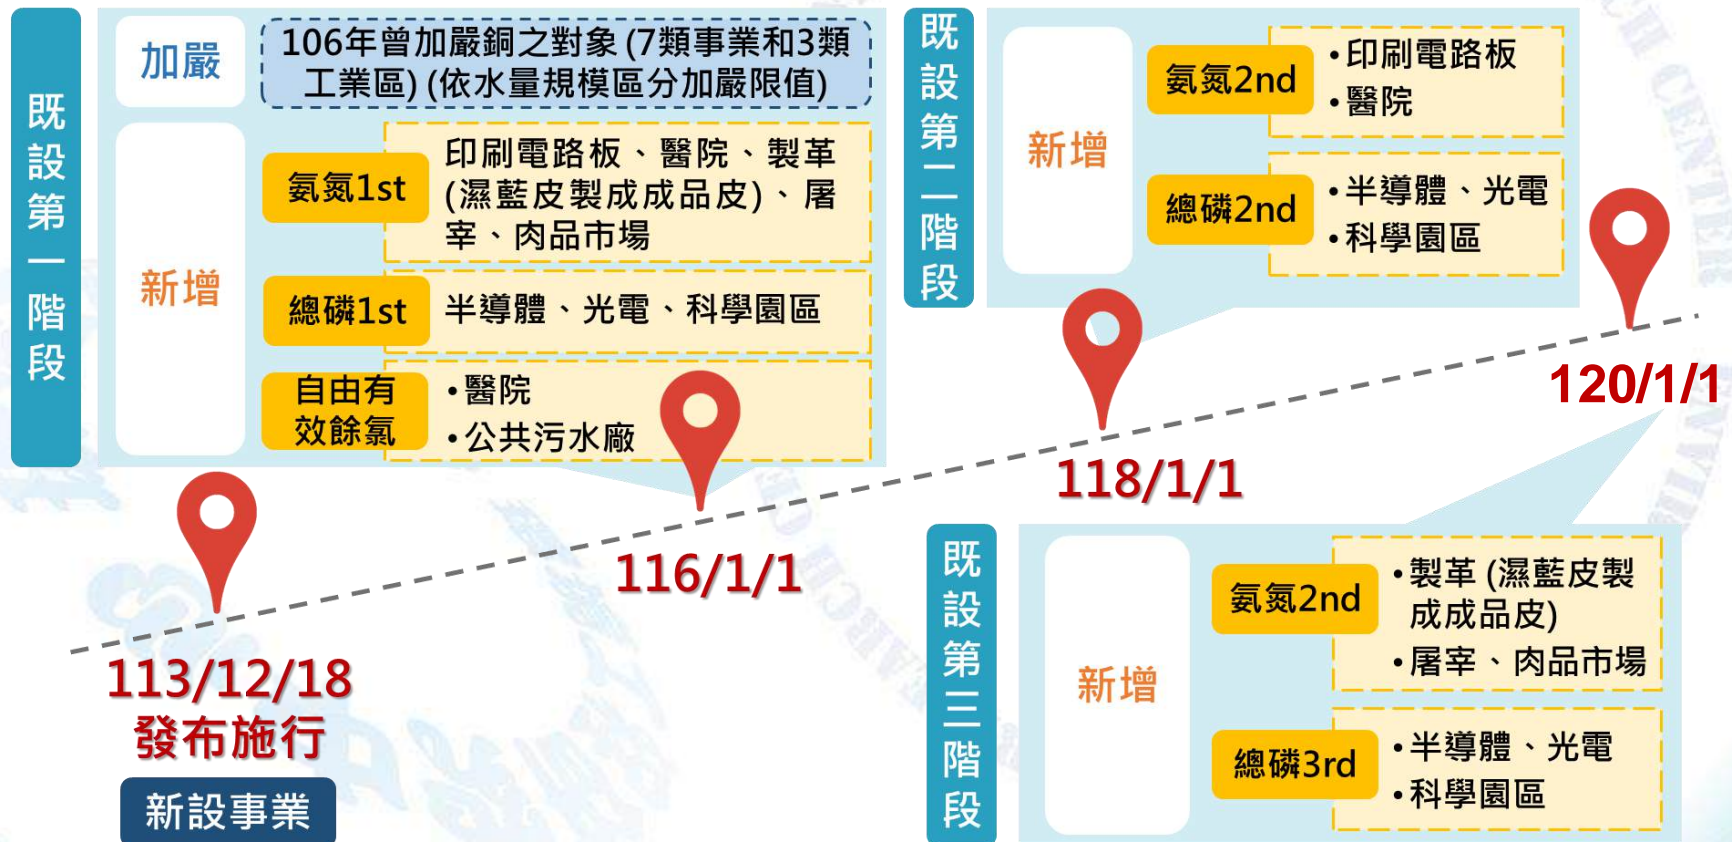 既設第一階段
加嚴
106年曾加嚴銅之對象(7類事業和3類
工業區)(依水量規模區分加嚴限值)
新增
氨氮1st
印刷電路板、醫院、製革
(濕藍皮製成成品皮)、屠
宰、肉品市場
總磷1st
半導體、光電、科學園區
自由有
效餘氯
•醫院
•公共污水廠
既設第二階段
新增
氨氮2nd
•印刷電路板
•醫院
總磷2nd
•半導體、光電
•科學園區
113/12/18
發布施行
新設事業
116/1/1
118/1/1
120/1/1
既設第三階段
新增
氨氮2nd
•製革(濕藍皮製
成成品皮)
•屠宰、肉品市場
總磷3rd
•半導體、光電
•科學園區